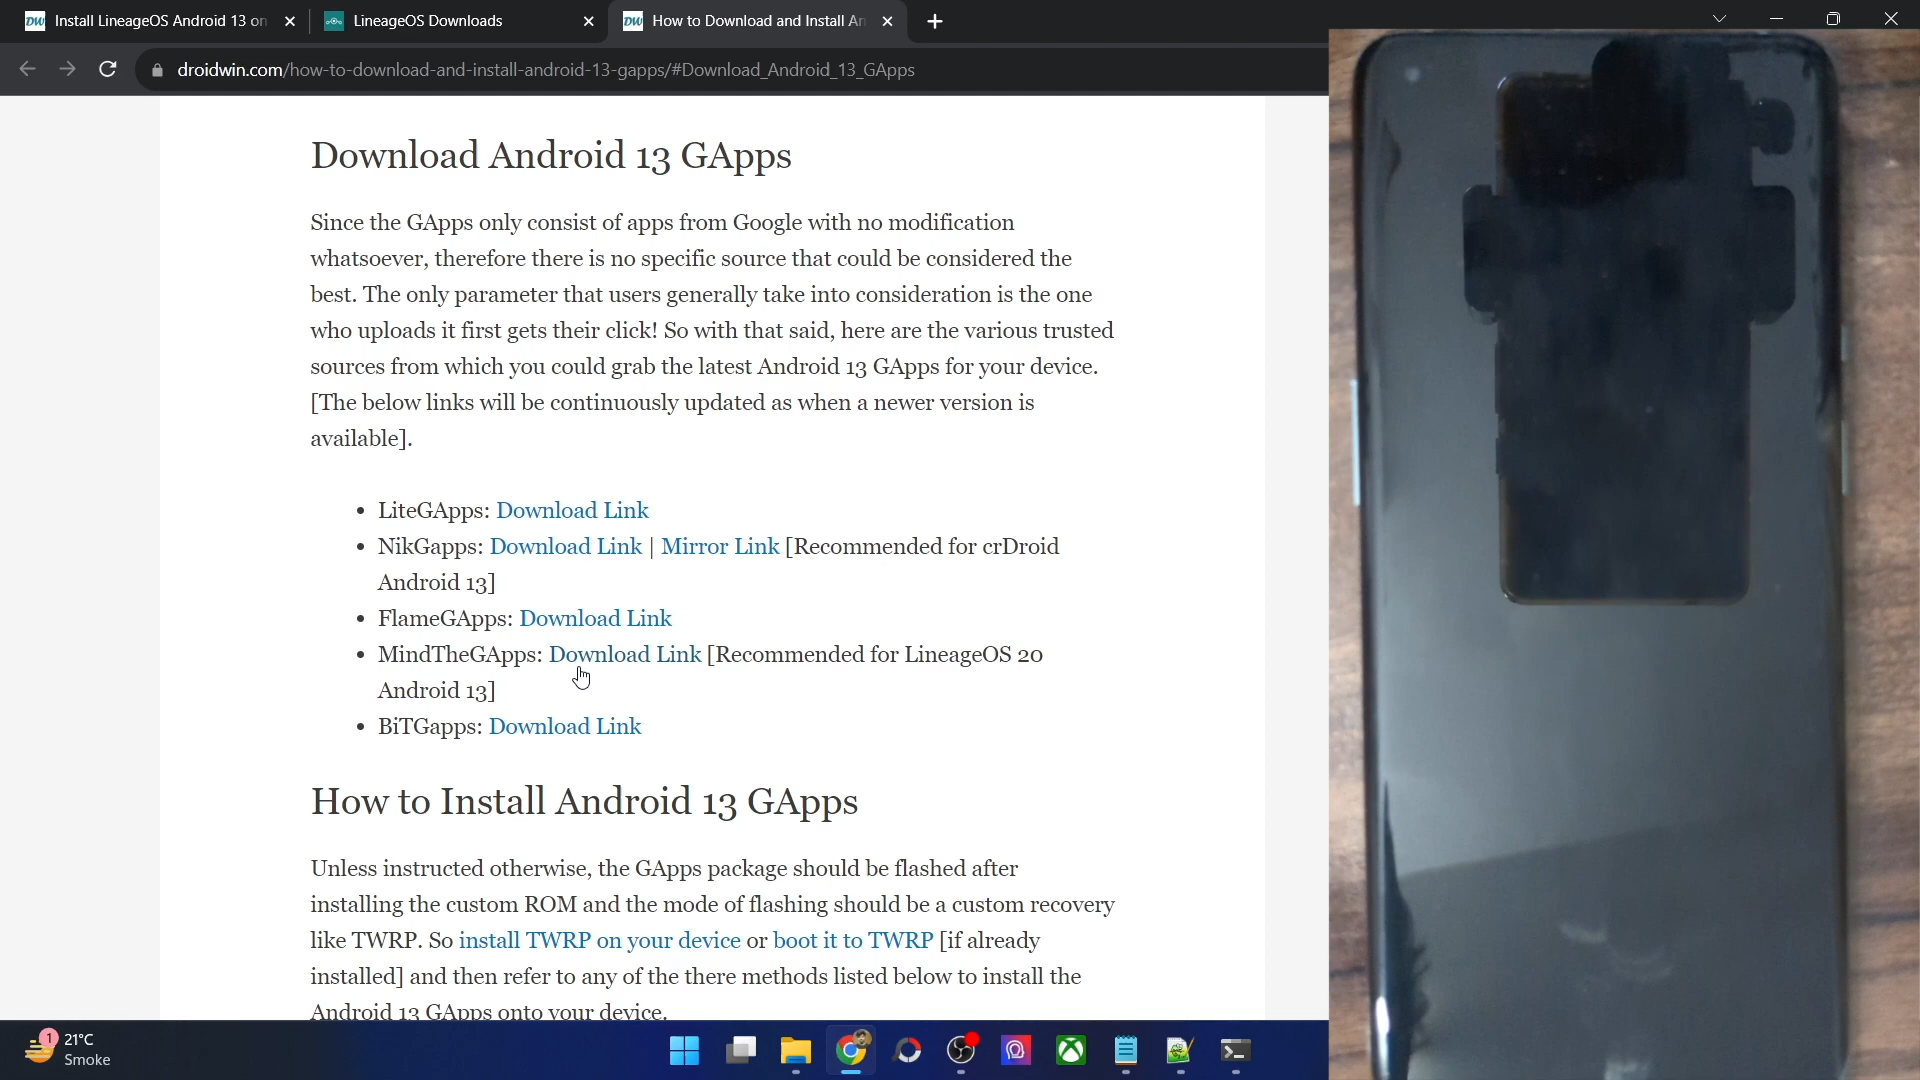 Install LineageOS Android 13 on
LineageOS Downloads
How to Download and Install An
droidwin.com/how-to-download-and-install-android-13-gapps/#Download_Android_13_GApps
Download Android 13 GApps
Since the GApps only consist of apps from Google with no modification
whatsoever, therefore there is no specific source that could be considered the
best. The only parameter that users generally take into consideration is the one
who uploads it first gets their click! So with that said, here are the various trusted
sources from which you could grab the latest Android 13 GApps for your device.
[The below links will be continuously updated as when a newer version is
available].
• LiteGApps: Download Link
• NikGapps: Download Link | Mirror Link [Recommended for crDroid
Android 13]
• FlameGApps: Download Link
• MindTheGApps: Download Link [Recommended for LineageOS 20
Android 13]
• BiTGapps: Download Link
How to Install Android 13 GApps
Unless instructed otherwise, the GApps package should be flashed after
installing the custom ROM and the mode of flashing should be a custom recovery
like TWRP. So install TWRP on your device or boot it to TWRP [if already
installed] and then refer to any of the there methods listed below to install the
Android 13 GApps onto your device.
1
21°C
Smoke